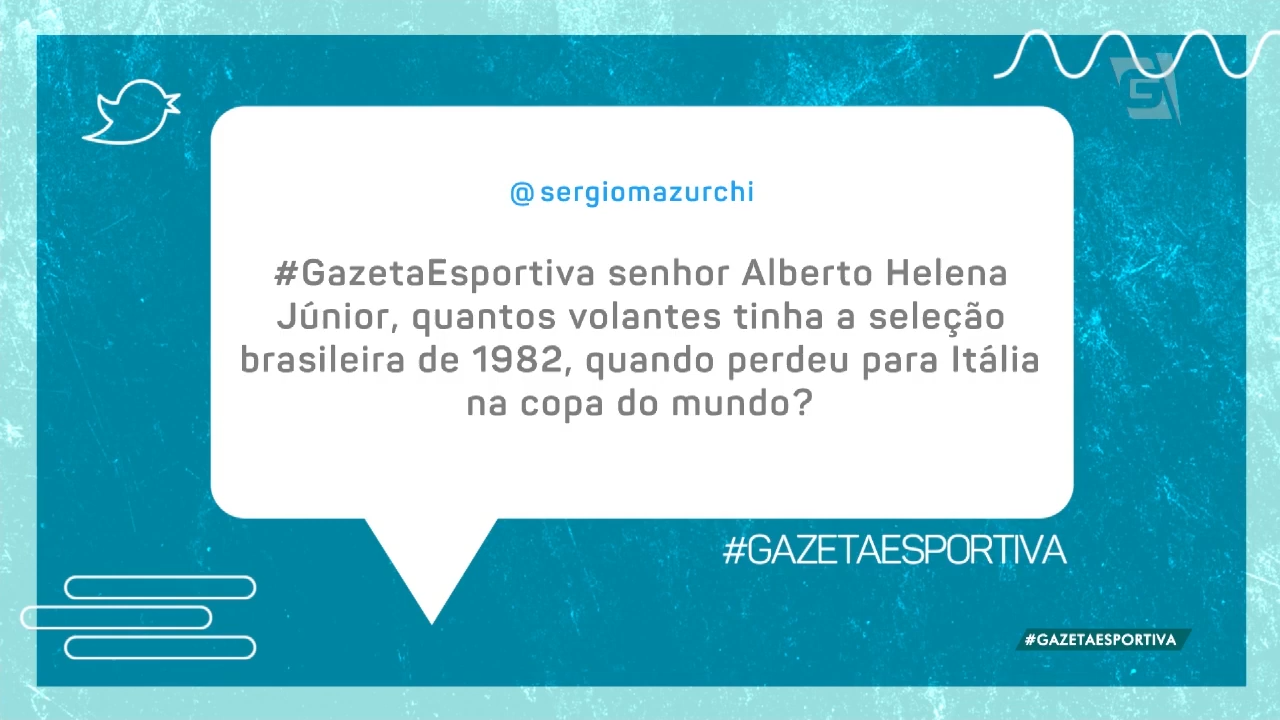 @sergiomazurchi
#GazetaEsportiva senhor Alberto Helena
Júnior, quantos volantes tinha a seleção
brasileira de 1982, quando perdeu para Itália
na copa do mundo?
#GAZETAESPORTIVA
#GAZETAESPORTIVA